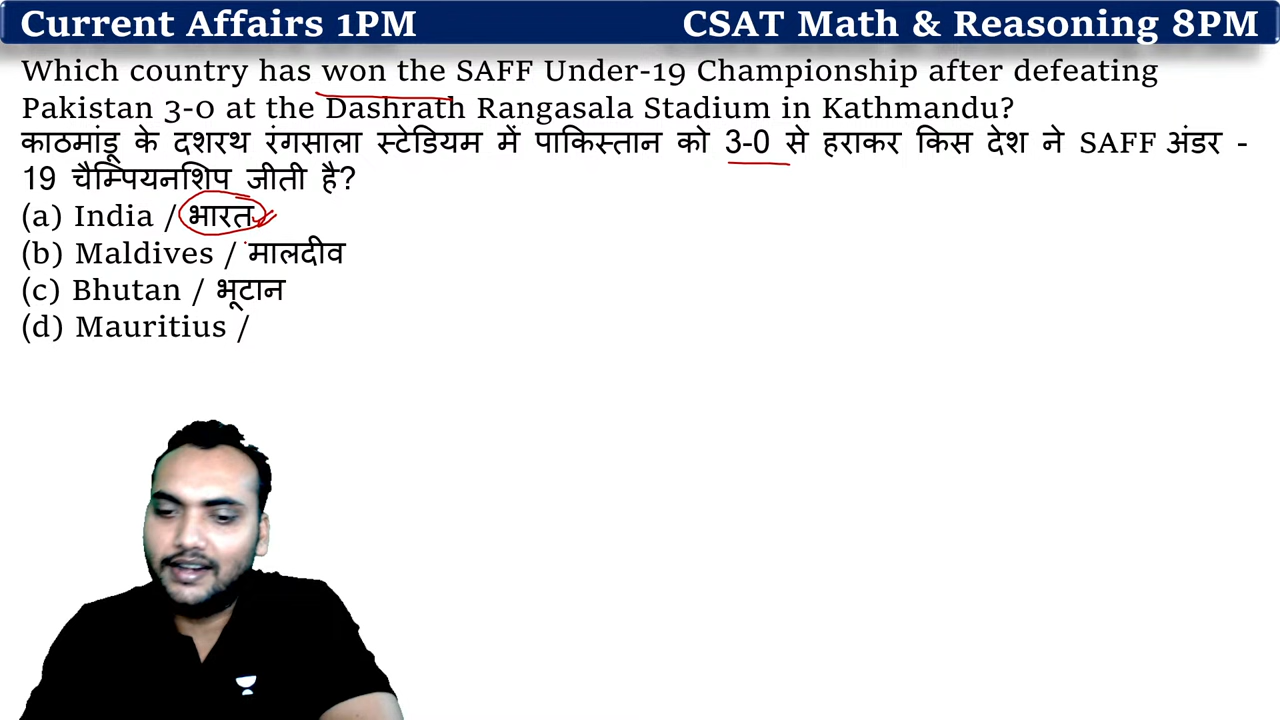 Current Affairs 1PM
CSAT Math & Reasoning 8PM
Which country has won the SAFF Under-19 Championship after defeating
Pakistan 3-0 at the Dashrath Rangasala Stadium in Kathmandu?
काठमांडू के दशरथ रंगसाला स्टेडियम में पाकिस्तान को 3-0 से हराकर किस देश ने SAFF अंडर -
19 चैम्पियनशिप जीती है?
(a) India / भारत
(b) Maldives / मालदीव
(c) Bhutan / भूटान
(d) Mauritius /